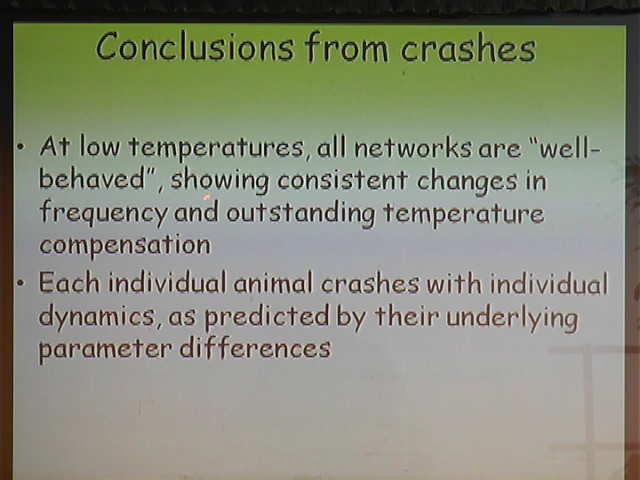 Conclusions from crashes
• At low temperatures, all networks are “well-
behaved”, showing consistent changes in
frequency and outstanding temperature
compensation
• Each individual animal crashes with individual
dynamics, as predicted by their underlying
parameter differences